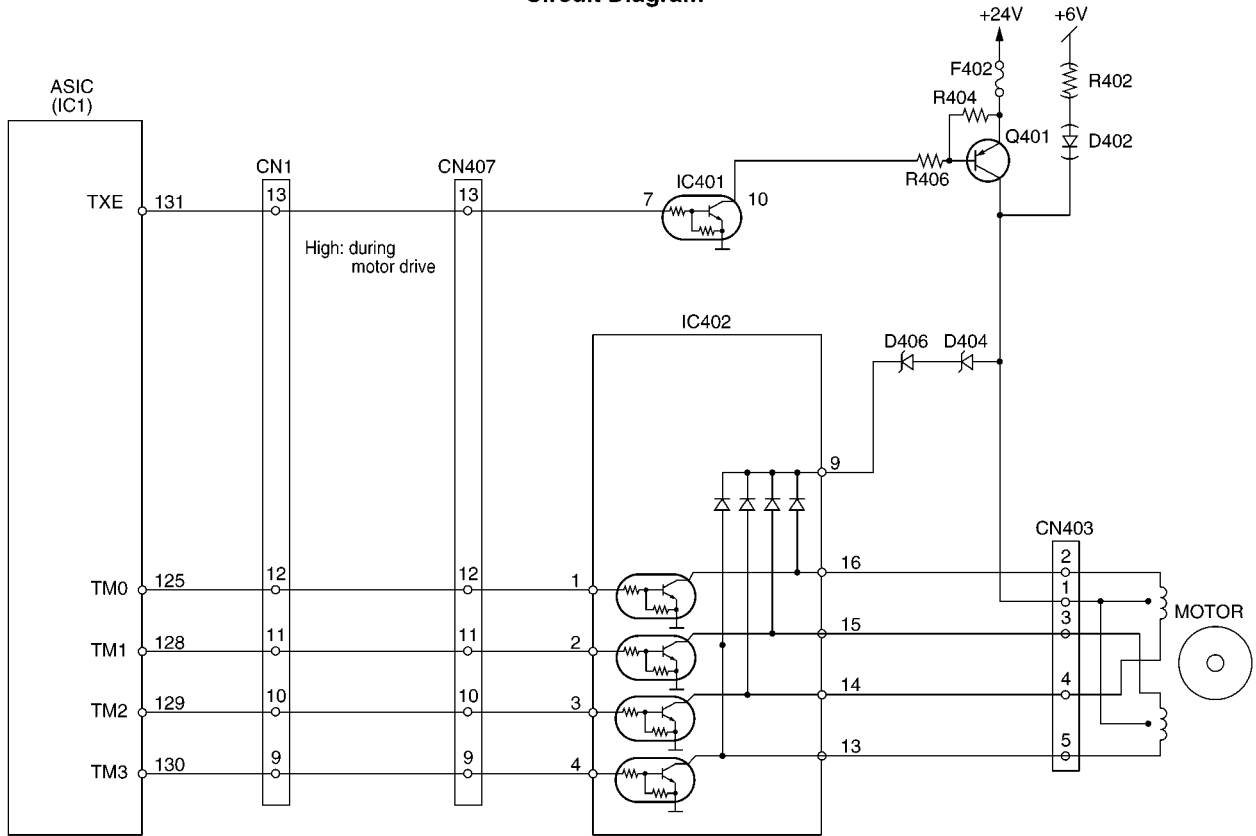 Circuit Diagram
+24V +6V
F402
R402
R404
Q401
D402
R406
ASIC
(IC1)
CN1
CN407
IC401
TXE 131 13 13 7 10
High: during
motor drive
IC402
D406 D404
9
CN403
16 2
TM0 125 12 12 1
1
15 3
MOTOR
TM1 128 11 11 2
14 4
TM2 129 10 10 3
13 5
TM3 130 9 9 4